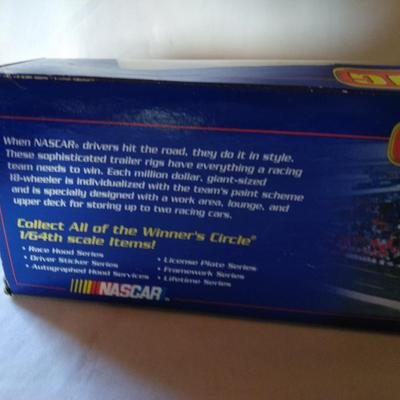 When NASCAR® drivers hit the road, they do it in style.
These sophisticated trailer rigs have everything a racing
team needs to win. Each million dollar, giant-sized
18-wheeler is individualized with the team's paint scheme
and is specially designed with a work area, lounge, and
upper deck for storing up to two racing cars.
Collect All of the Winner's Circle®
1/64th scale Items!
• Race Hood Series
• Driver Sticker Series
• Autographed Hood Services
• License Plate Series
• Framework Series
• Lifetime Series
NASCAR®